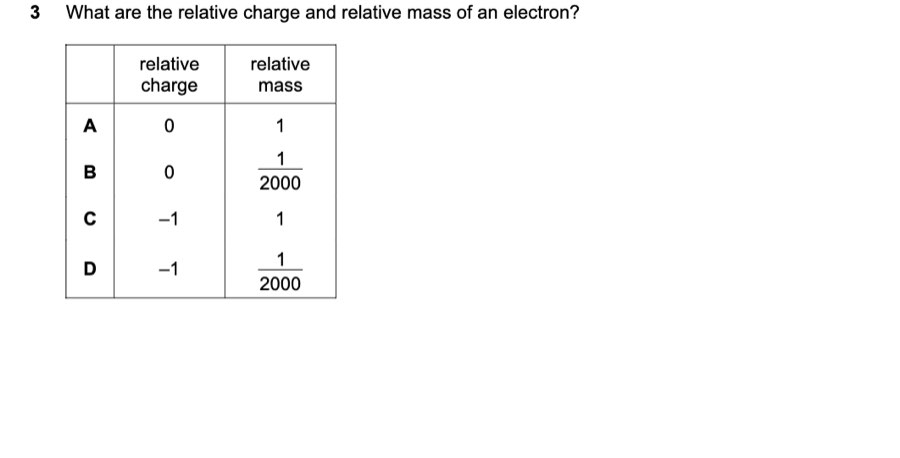 3 What are the relative charge and relative mass of an electron?
relative charge
relative mass
A 0 1
B 0 1/2000
C –1 1
D –1 1/2000